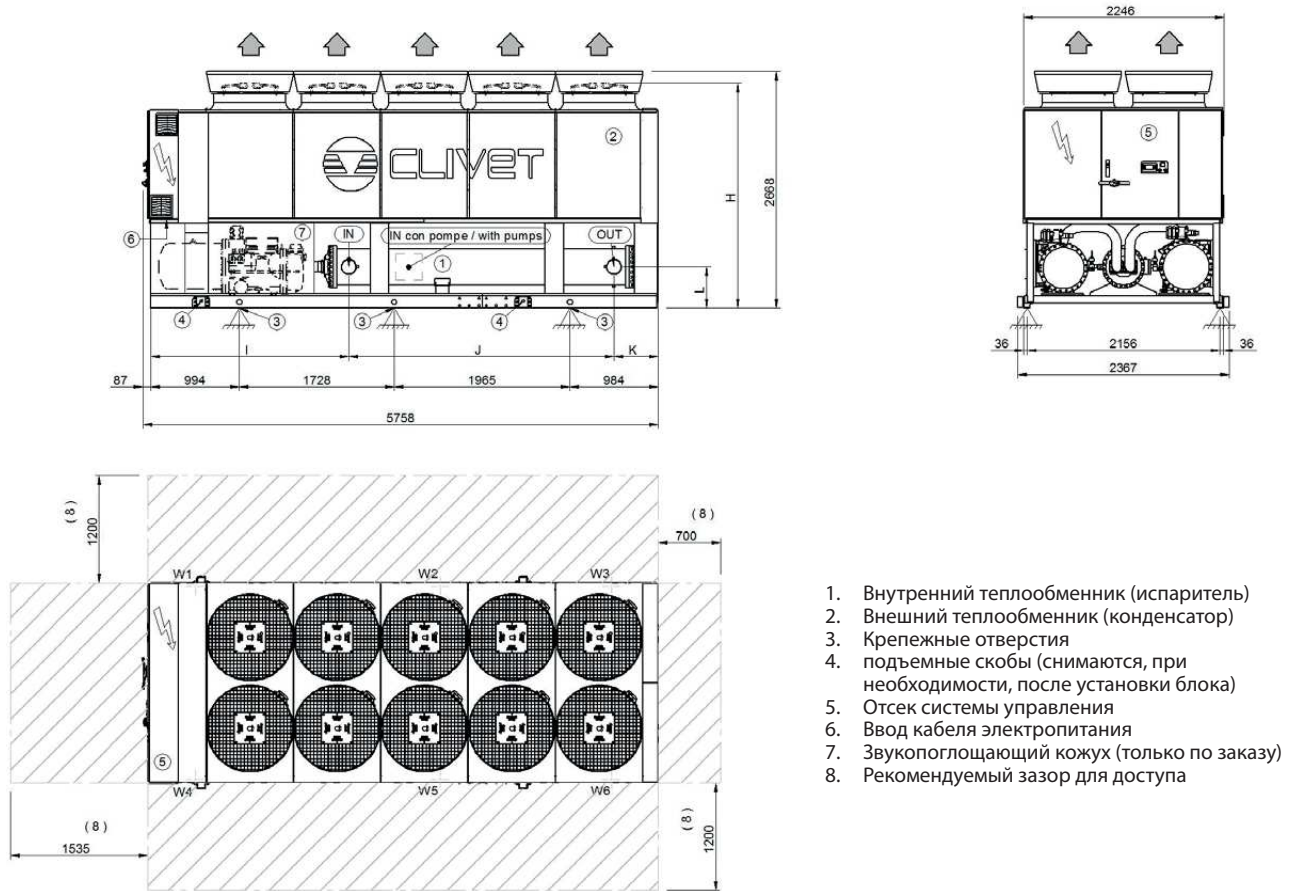 2246
CLIVET
2
5
H
2668
6
7
IN
IN con pompe / with pumps
OUT
1
L
4
3
3
4
3
I
J
K
87
994
1728
1965
984
5758
36
2156
36
2367
(8)
1200
(8)
700
W1
W2
W3
5
W4
W5
W6
(8)
1535
(8)
1200
1. Внутренний теплообменник (испаритель)
2. Внешний теплообменник (конденсатор)
3. Крепежные отверстия
4. подъемные скобы (снимаются, при
необходимости, после установки блока)
5. Отсек системы управления
6. Ввод кабеля электропитания
7. Звукопоглощающий кожух (только по заказу)
8. Рекомендуемый зазор для доступа